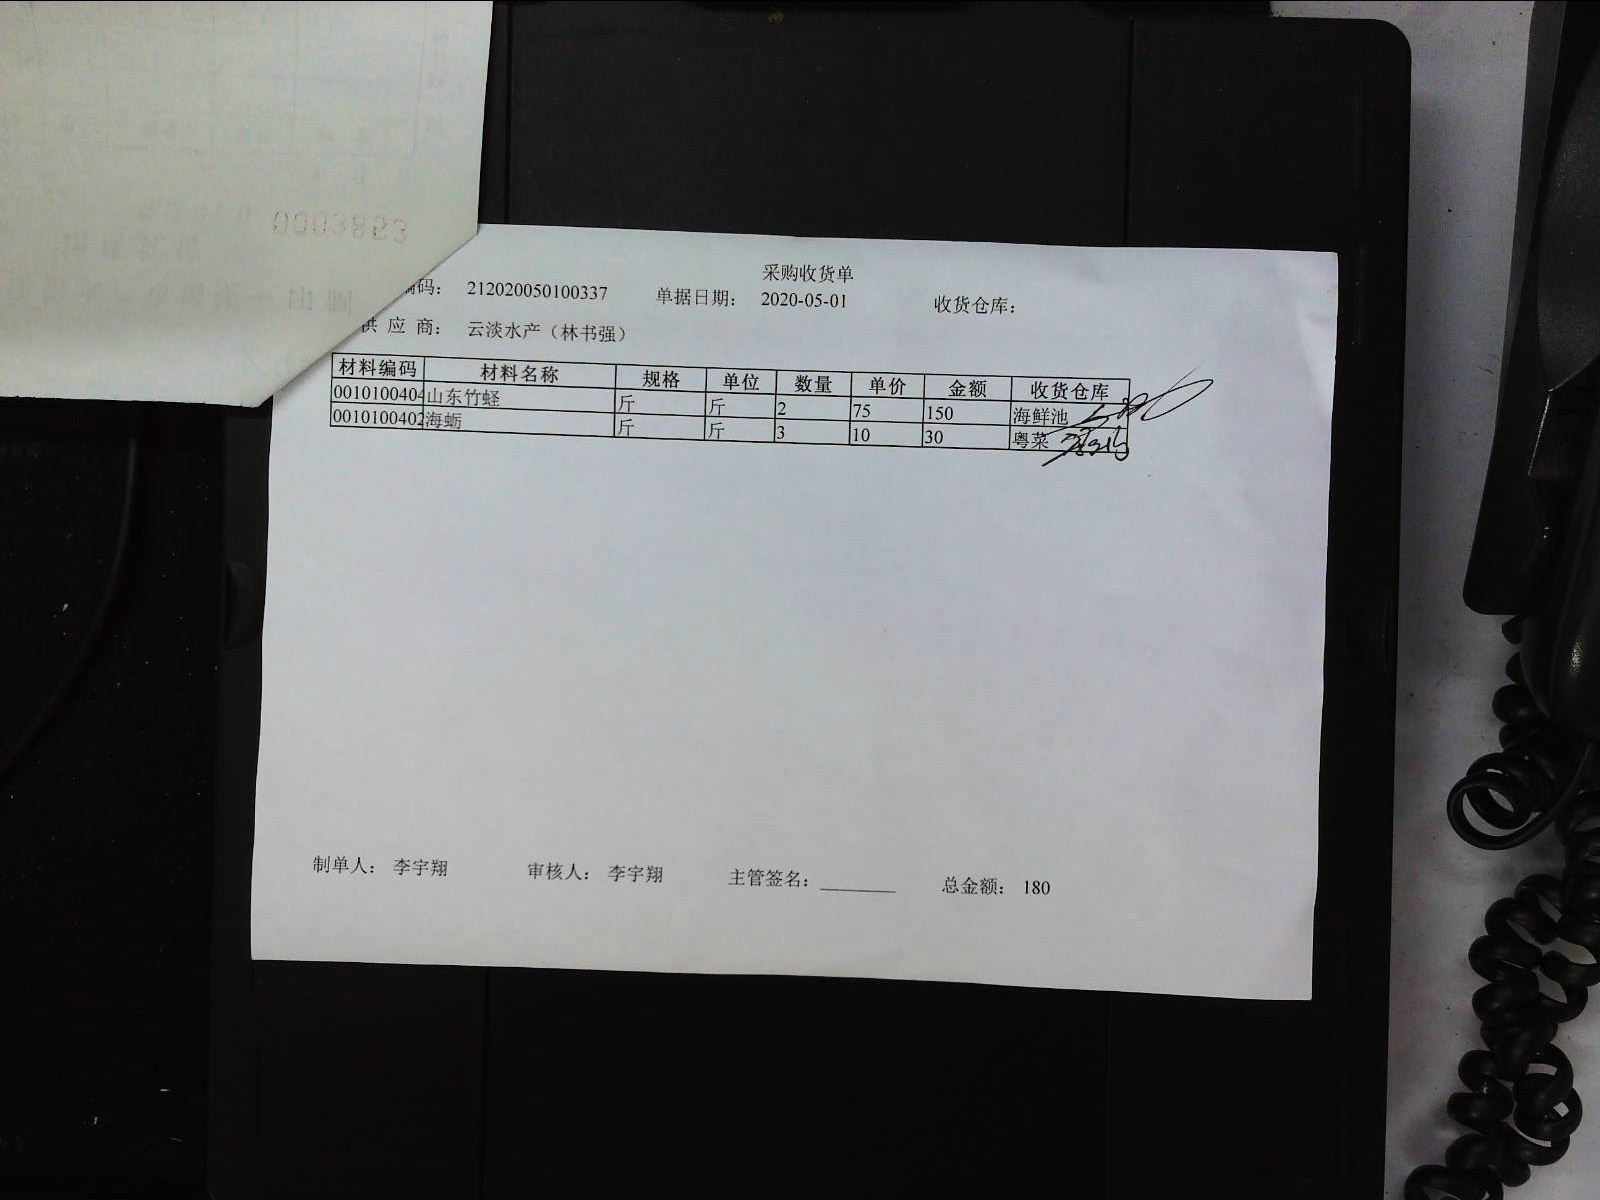 采购收货单
编码： 212020050100337 单据日期： 2020-05-01 收货仓库：
供应商： 云淡水产（林书强）
材料编码 材料名称 规格 单位 数量 单价 金额 收货仓库
0010100404 山东竹蛏 斤 斤 2 75 150 海鲜池
0010100402 海蛎 斤 斤 3 10 30 粤菜
制单人： 李宇翔 审核人： 李宇翔 主管签名： 总金额： 180
0003863